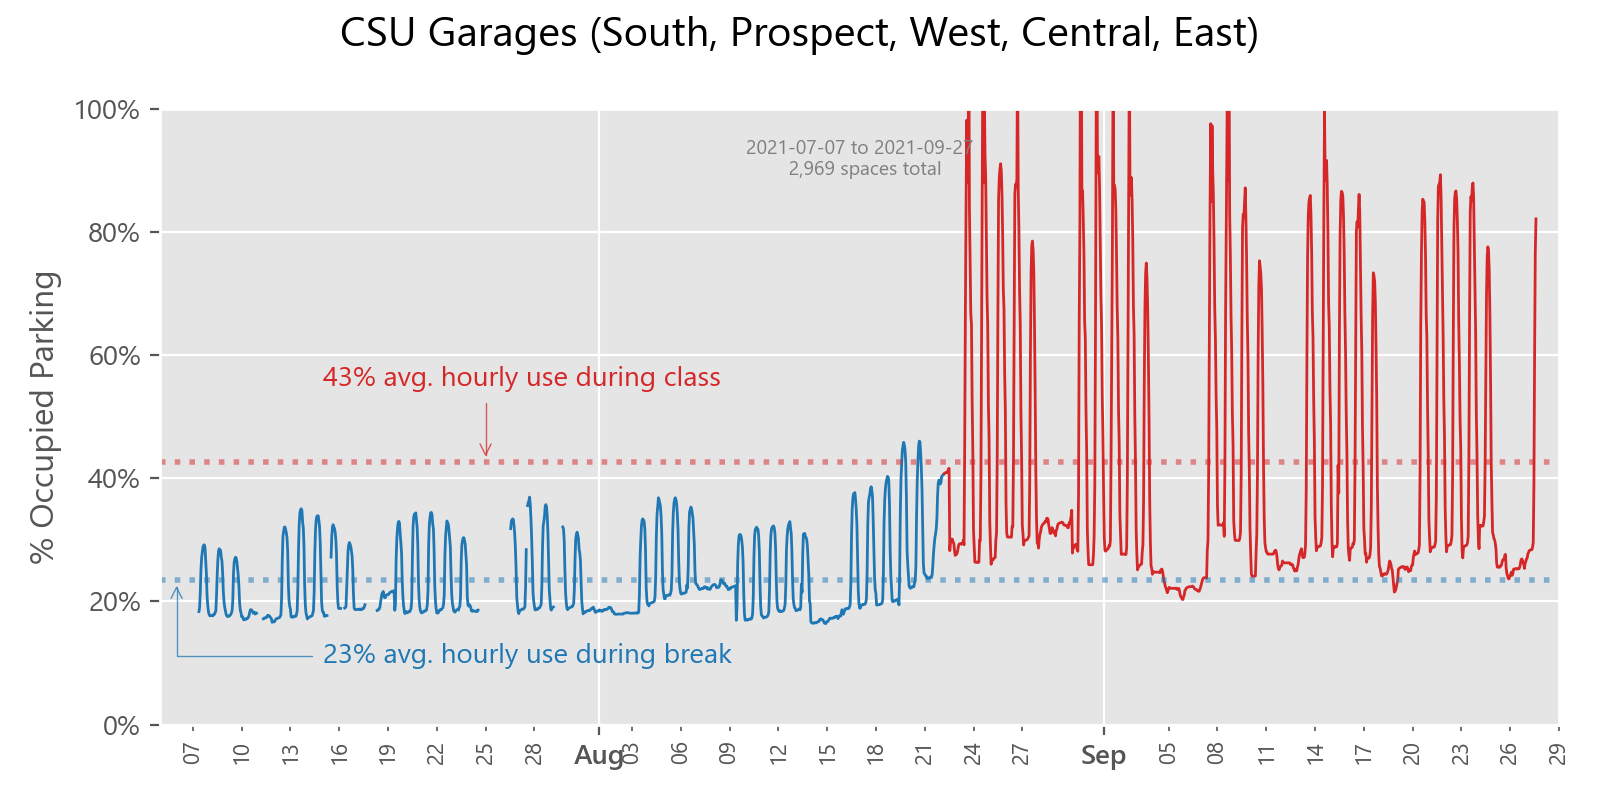 CSU Garages (South, Prospect, West, Central, East)
100%
2021-07-07 to 2021-09-27
2,969 spaces total
80%
60%
43% avg. hourly use during class
40%
20%
23% avg. hourly use during break
0%
% Occupied Parking
07 10 13 16 19 22 25 28 Aug 03 06 09 12 15 18 21 24 27 Sep 05 08 11 14 17 20 23 26 29